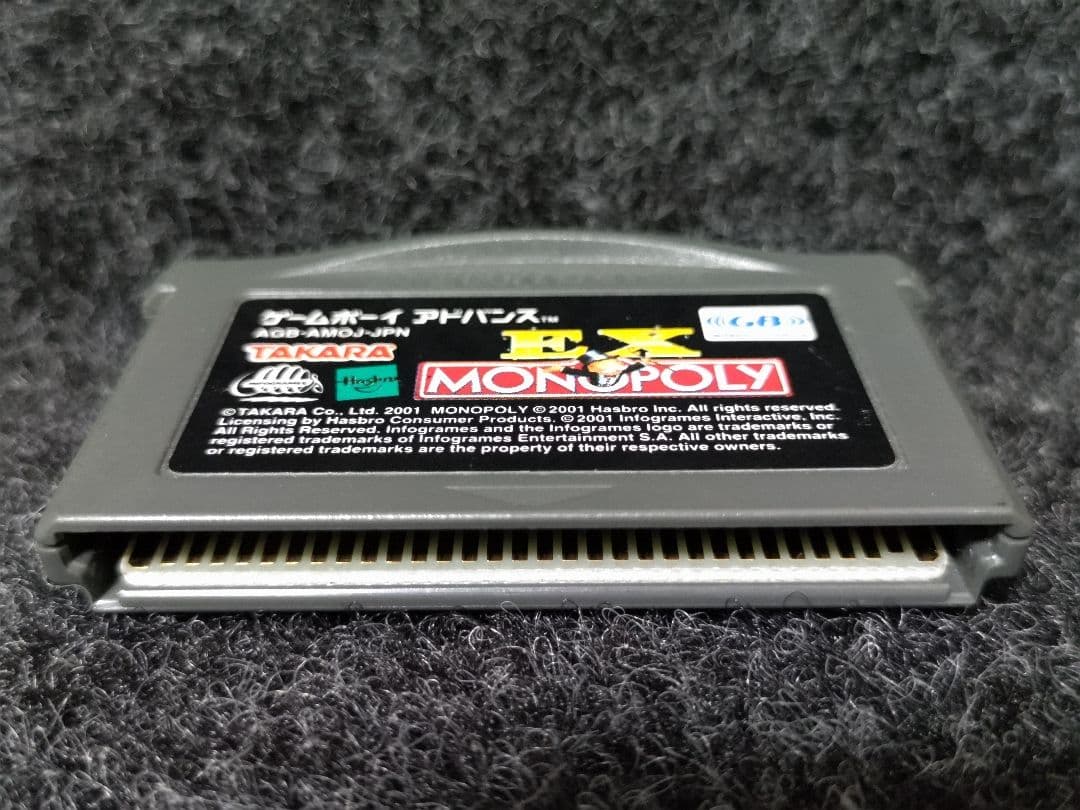 ゲームボーイ アドバンス™
AGB-AMOJ-JPN
TAKARA
GB
EX
MONOPOLY
Hasbro
©TAKARA Co., Ltd. 2001 MONOPOLY ©2001 Hasbro Inc. All rights reserved.
Licensing by Hasbro Consumer Products. ©2001 Infogrames Interactive, Inc.
All Rights Reserved. Infogrames and the Infogrames logo are trademarks or
registered trademarks of Infogrames Entertainment S.A. All other trademarks
or registered trademarks are the property of their respective owners.